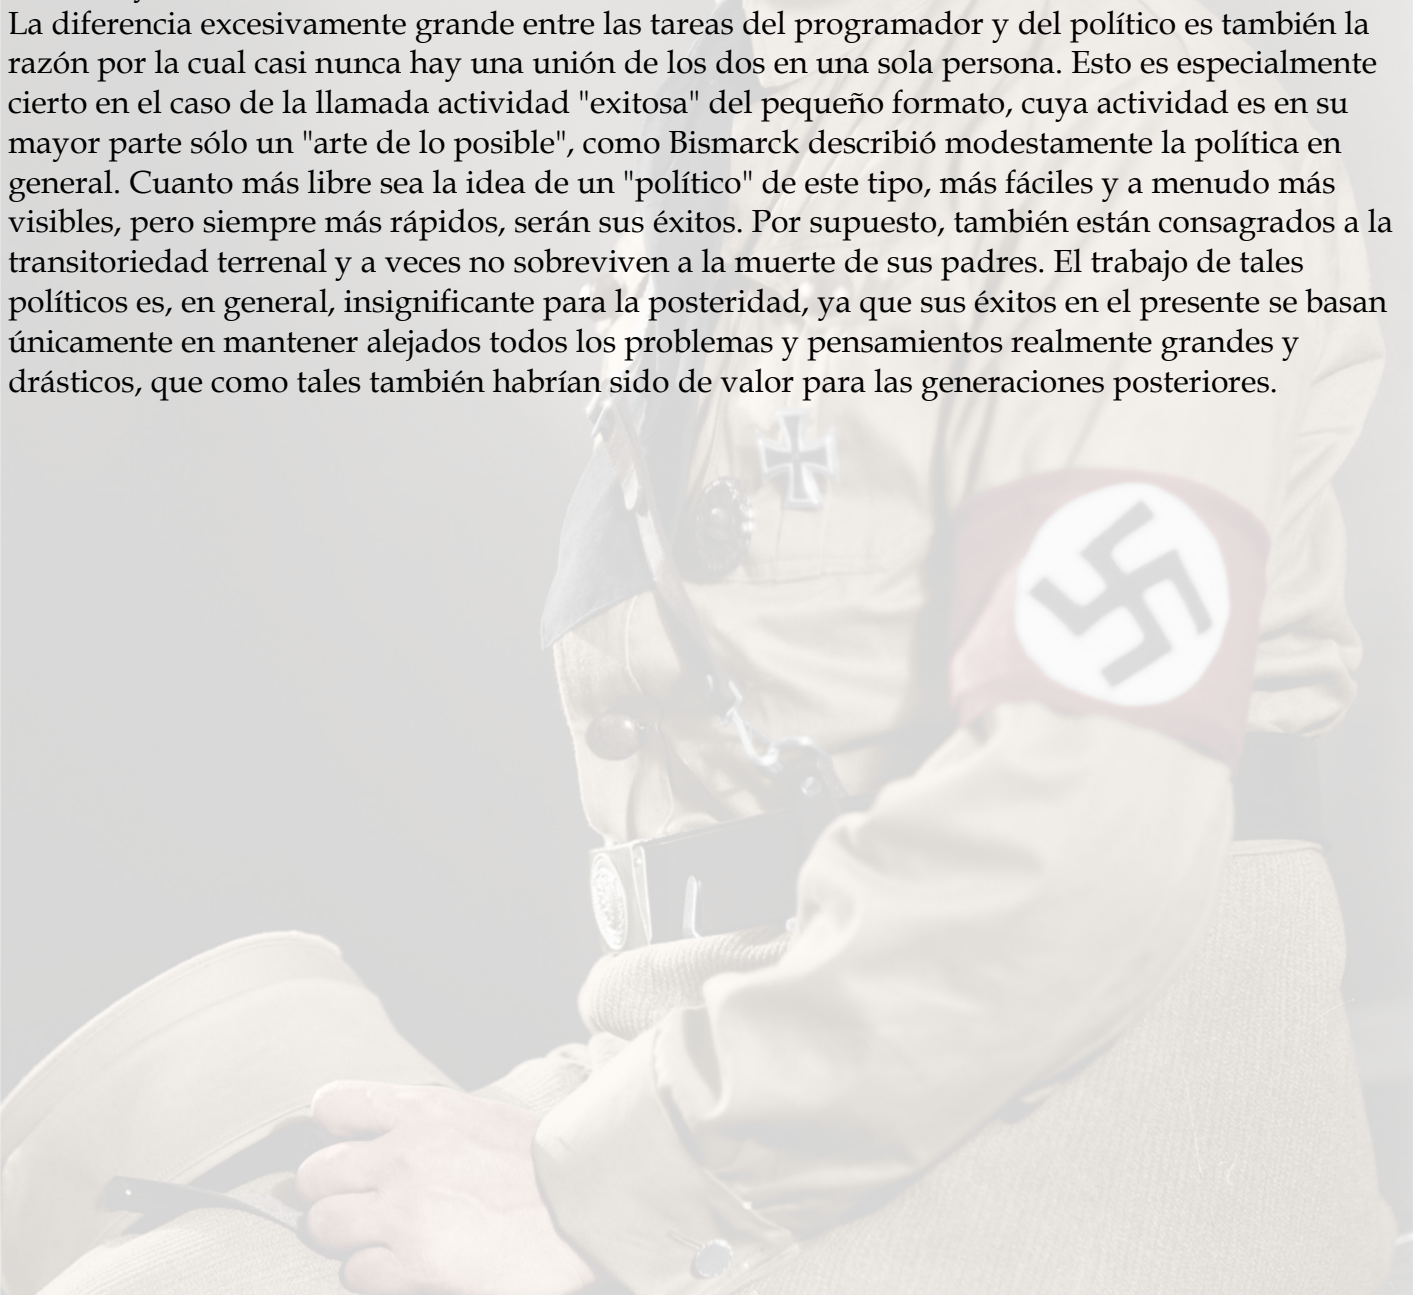 La diferencia excesivamente grande entre las tareas del programador y del político es también la
razón por la cual casi nunca hay una unión de los dos en una sola persona. Esto es especialmente
cierto en el caso de la llamada actividad "exitosa" del pequeño formato, cuya actividad es en su
mayor parte sólo un "arte de lo posible", como Bismarck describió modestamente la política en
general. Cuanto más libre sea la idea de un "político" de este tipo, más fáciles y a menudo más
visibles, pero siempre más rápidos, serán sus éxitos. Por supuesto, también están consagrados a la
transitoriedad terrenal y a veces no sobreviven a la muerte de sus padres. El trabajo de tales
políticos es, en general, insignificante para la posteridad, ya que sus éxitos en el presente se basan
únicamente en mantener alejados todos los problemas y pensamientos realmente grandes y
drásticos, que como tales también habrían sido de valor para las generaciones posteriores.